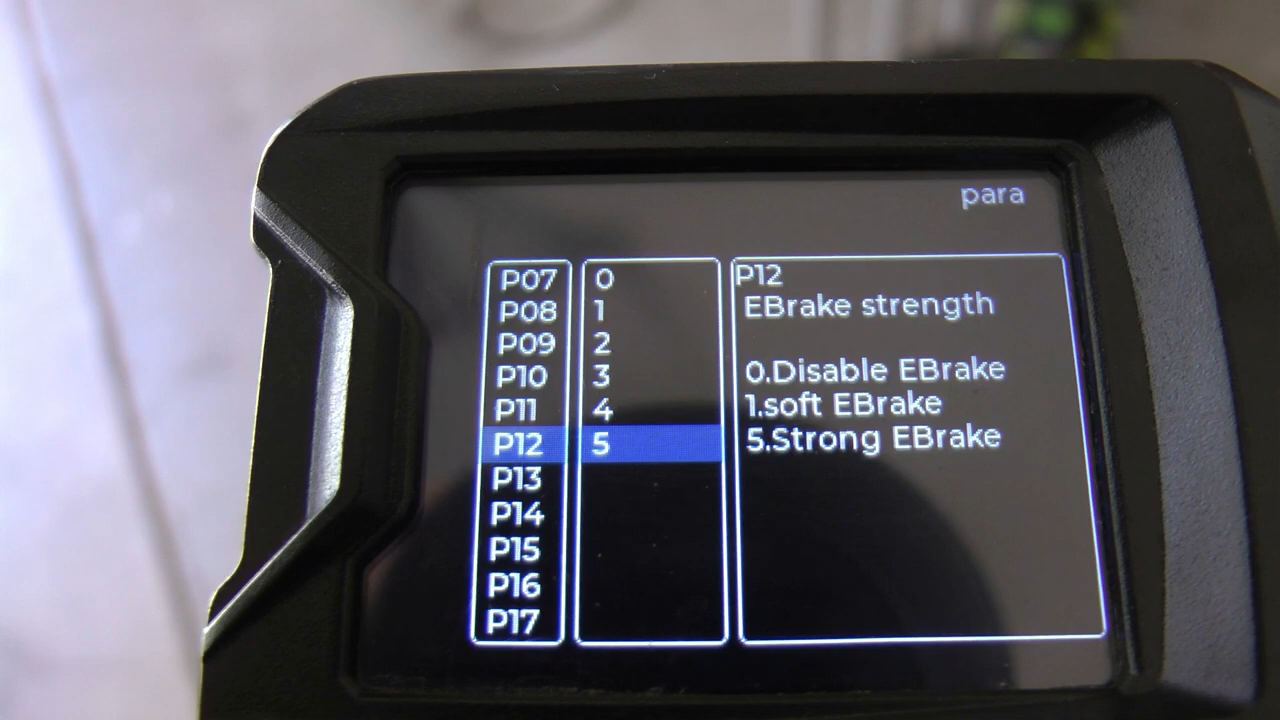 para
P07
P08
P09
P10
P11
P12
P13
P14
P15
P16
P17
0
1
2
3
4
5
P12
EBrake strength
0.Disable EBrake
1.soft EBrake
5.Strong EBrake